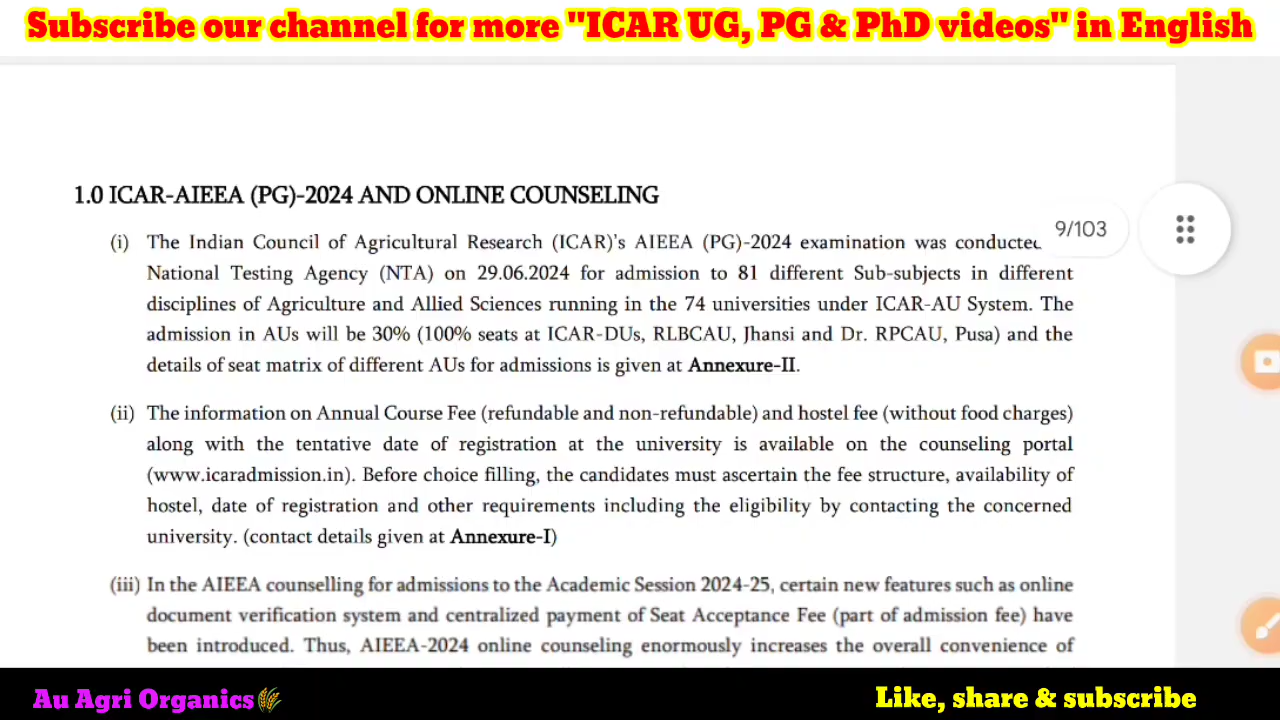 Subscribe our channel for more "ICAR UG, PG & PhD videos" in English
1.0 ICAR-AIEEA (PG)-2024 AND ONLINE COUNSELING
(i) The Indian Council of Agricultural Research (ICAR)'s AIEEA (PG)-2024 examination was
9/103
National Testing Agency (NTA) on 29.06.2024 for admission to 81 different Sub-subjects in different
disciplines of Agriculture and Allied Sciences running in the 74 universities under ICAR-AU System. The
admission in AUs will be 30% (100% seats at ICAR-DUs, RLBCAU, Jhansi and Dr. RPCAU, Pusa) and the
details of seat matrix of different AUs for admissions is given at Annexure-II.
(ii) The information on Annual Course Fee (refundable and non-refundable) and hostel fee (without food charges)
along with the tentative date of registration at the university is available on the counseling portal
(www.icaradmission.in). Before choice filling, the candidates must ascertain the fee structure, availability of
hostel, date of registration and other requirements including the eligibility by contacting the concerned
university. (contact details given at Annexure-I)
(iii) In the AIEEA counselling for admissions to the Academic Session 2024-25, certain new features such as online
document verification system and centralized payment of Seat Acceptance Fee (part of admission fee) have
been introduced. Thus, AIEEA-2024 online counseling enormously increases the overall convenience of
Au Agri Organics
Like, share & subscribe